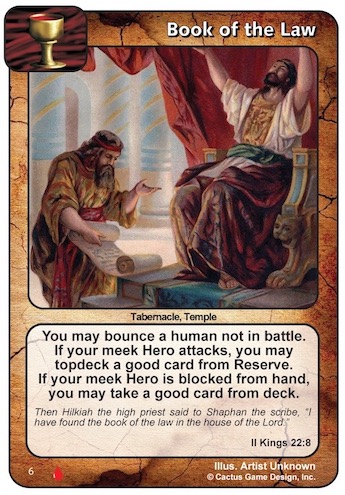 Book of the Law
Tabernacle, Temple
You may bounce a human not in battle.
If your meek Hero attacks, you may
topdeck a good card from Reserve.
If your meek Hero is blocked from hand,
you may take a good card from deck.
Then Hilkiah the high priest said to Shaphan the scribe, "I
have found the book of the law in the house of the Lord."
II Kings 22:8
6
Illus. Artist Unknown
© Cactus Game Design, Inc.